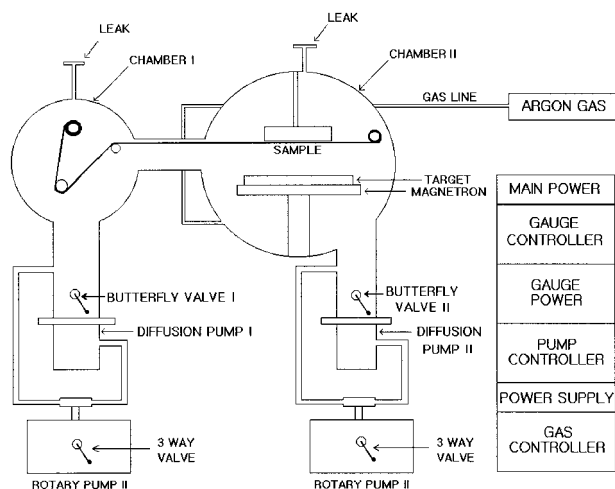 LEAK
CHAMBER I
LEAK
CHAMBER II
GAS LINE
ARGON GAS
SAMPLE
TARGET
MAGNETRON
MAIN POWER
GAUGE
CONTROLLER
GAUGE
POWER
PUMP
CONTROLLER
POWER SUPPLY
GAS
CONTROLLER
BUTTERFLY VALVE I
DIFFUSION PUMP I
BUTTERFLY
VALVE II
DIFFUSION
PUMP II
3 WAY
VALVE
ROTARY PUMP II
3 WAY
VALVE
ROTARY PUMP II